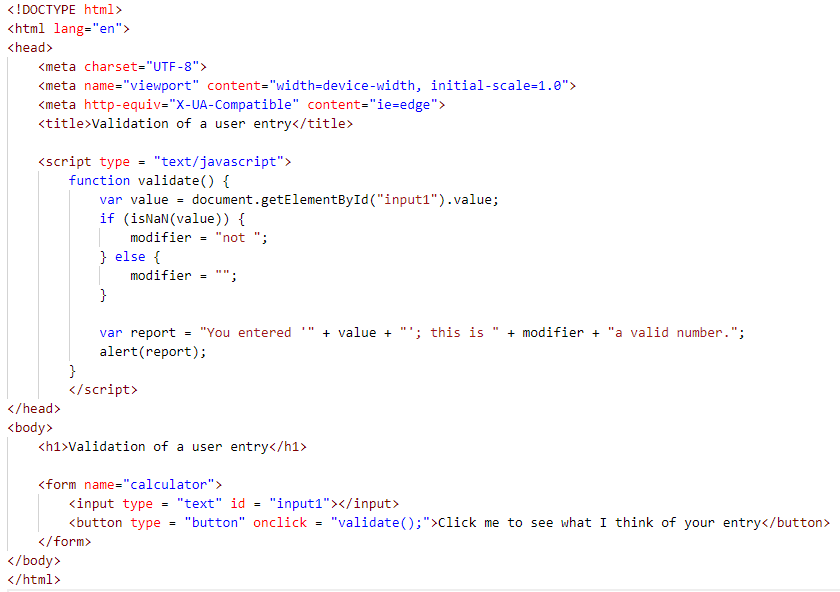 <!DOCTYPE html>
<html lang="en">
<head>
    <meta charset="UTF-8">
    <meta name="viewport" content="width=device-width, initial-scale=1.0">
    <meta http-equiv="X-UA-Compatible" content="ie=edge">
    <title>Validation of a user entry</title>

    <script type = "text/javascript">
        function validate() {
            var value = document.getElementById("input1").value;
            if (isNaN(value)) {
                modifier = "not ";
            } else {
                modifier = "";
            }

            var report = "You entered '" + value + "'; this is " + modifier + "a valid number.";
            alert(report);
        }
        </script>
</head>
<body>
    <h1>Validation of a user entry</h1>

    <form name="calculator">
        <input type = "text" id = "input1"></input>
        <button type = "button" onclick = "validate();">Click me to see what I think of your entry</button>
    </form>
</body>
</html>